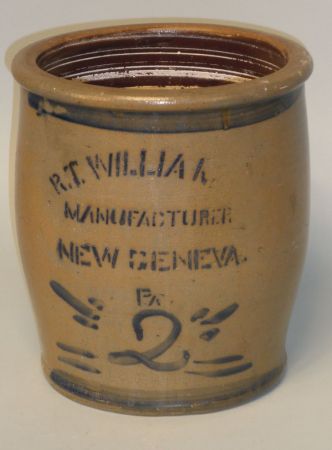 R.T. WILLIA
MANUFACTURER
NEW GENEVA.
Pa.
2